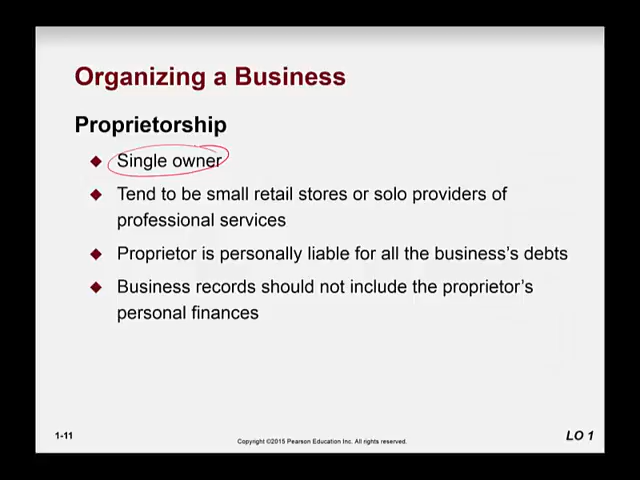 Organizing a Business
Proprietorship
Single owner
Tend to be small retail stores or solo providers of
professional services
Proprietor is personally liable for all the business's debts
Business records should not include the proprietor's
personal finances
1-11
Copyright ©2015 Pearson Education Inc. All rights reserved.
LO 1